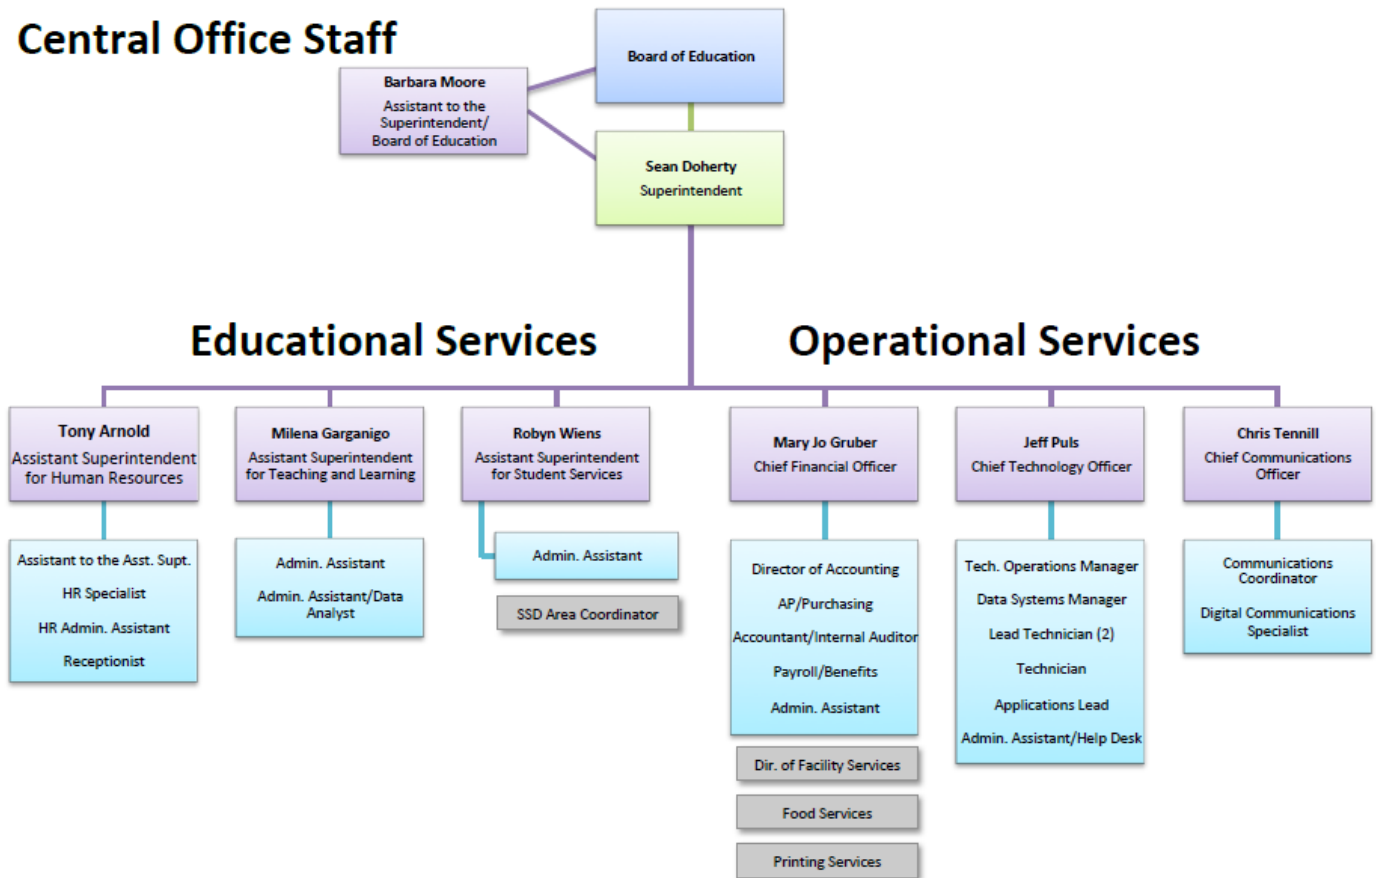 Central Office Staff
Board of Education
Barbara Moore
Assistant to the
Superintendent/
Board of Education
Sean Doherty
Superintendent
Educational Services
Operational Services
Tony Arnold
Assistant Superintendent
for Human Resources
Milena Garganigo
Assistant Superintendent
for Teaching and Learning
Robyn Wiens
Assistant Superintendent
for Student Services
Mary Jo Gruber
Chief Financial Officer
Jeff Puls
Chief Technology Officer
Chris Tennill
Chief Communications
Officer
Assistant to the Asst. Supt.
HR Specialist
HR Admin. Assistant
Receptionist
Admin. Assistant
Admin. Assistant/Data
Analyst
Admin. Assistant
SSD Area Coordinator
Director of Accounting
AP/Purchasing
Accountant/Internal Auditor
Payroll/Benefits
Admin. Assistant
Dir. of Facility Services
Food Services
Printing Services
Tech. Operations Manager
Data Systems Manager
Lead Technician (2)
Technician
Applications Lead
Admin. Assistant/Help Desk
Communications
Coordinator
Digital Communications
Specialist